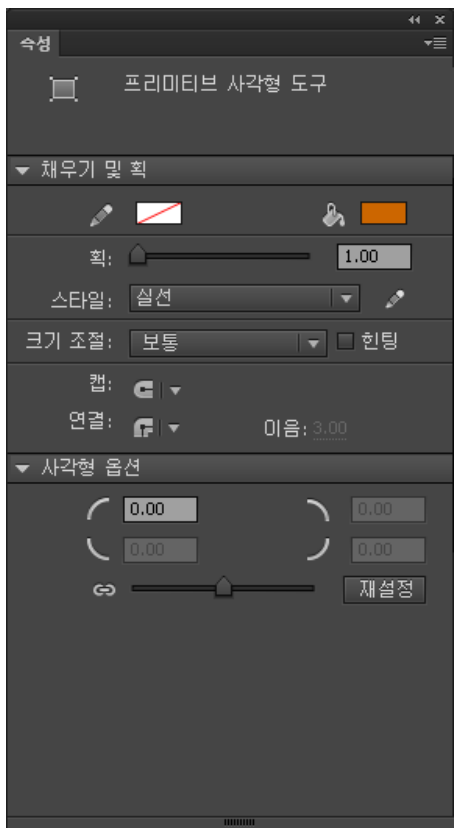 속성
프리미티브 사각형 도구
채우기 및 획
획: 1.00
스타일: 실선
크기 조절: 보통 힌팅
캡:
연결: 이음: 3.00
사각형 옵션
0.00 0.00
0.00 0.00
재설정